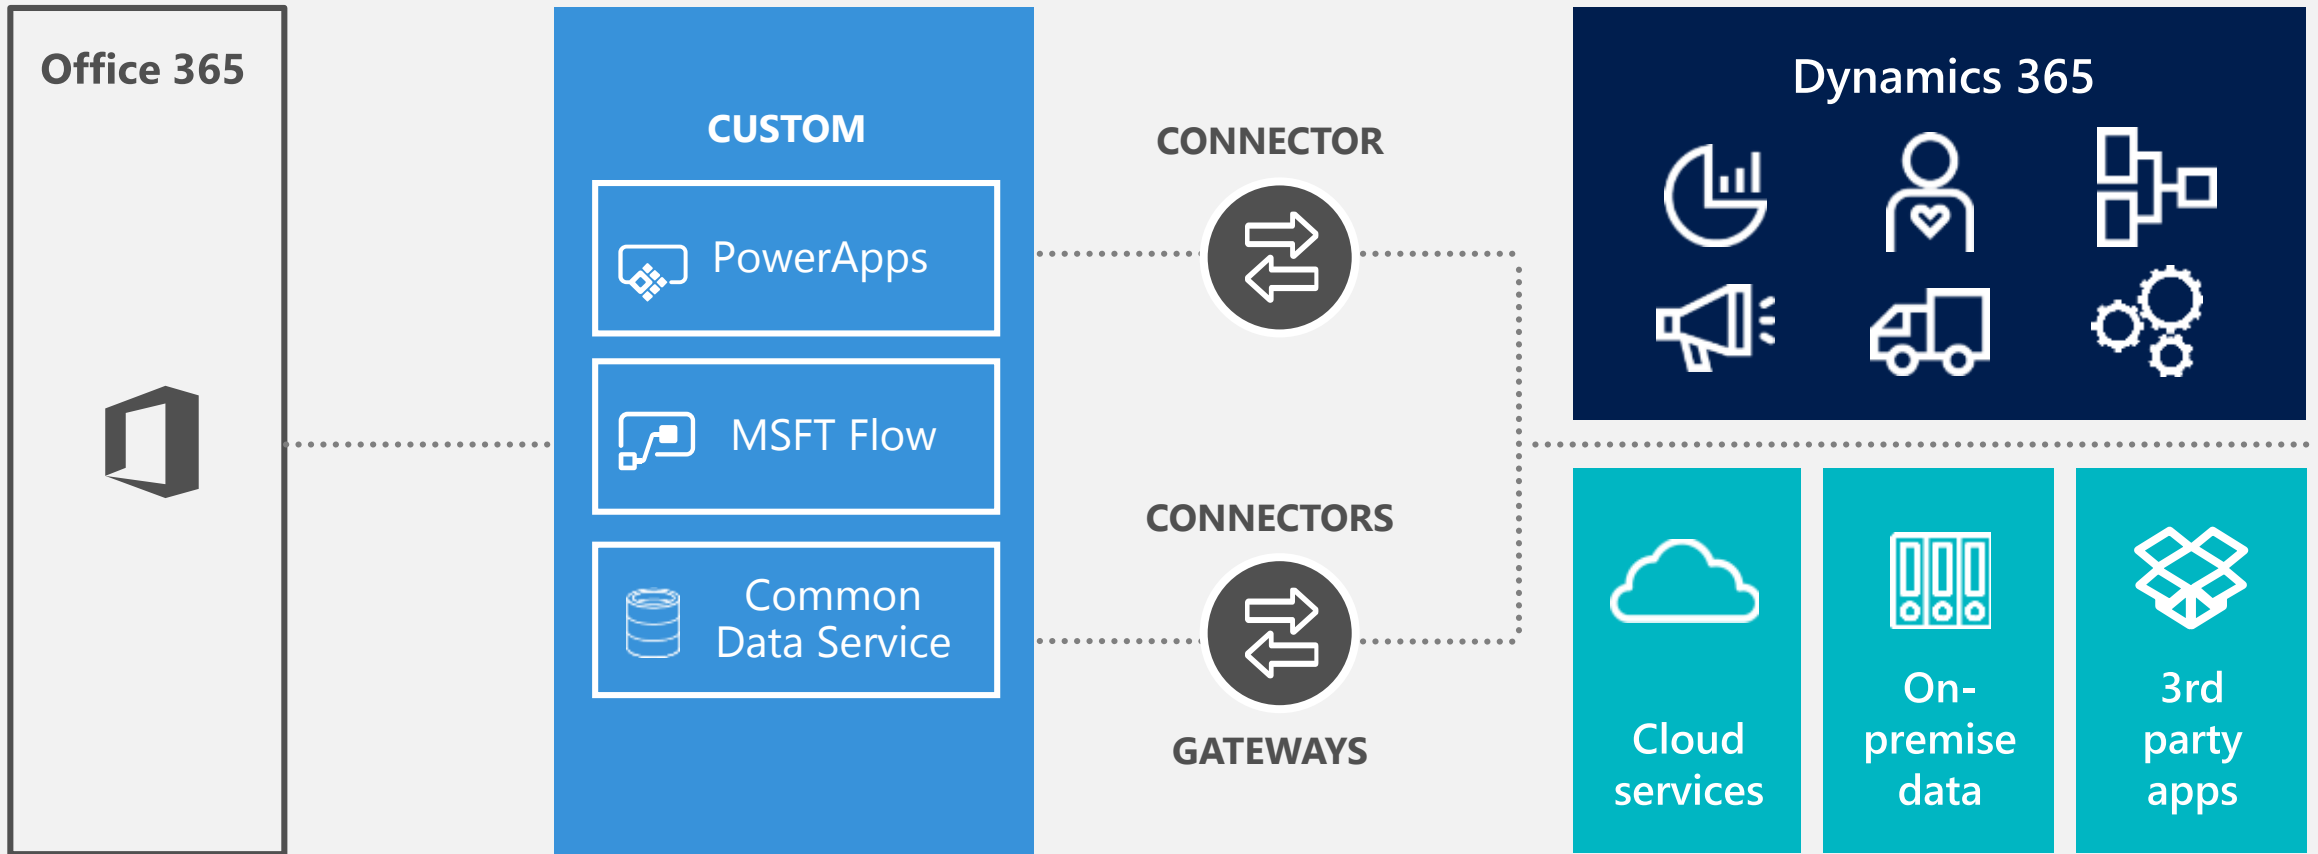 Office 365
CUSTOM
PowerApps
MSFT Flow
Common
Data Service
CONNECTOR
CONNECTORS
GATEWAYS
Dynamics 365
Cloud
services
On-
premise
data
3rd
party
apps